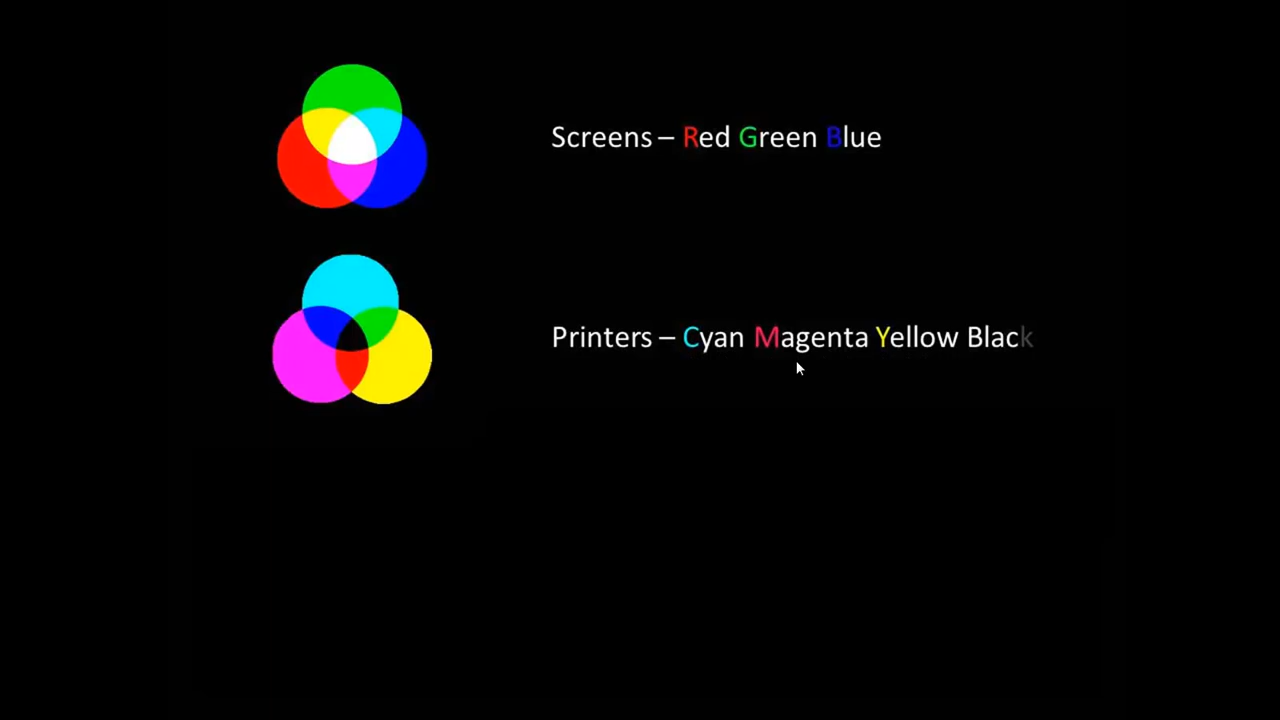 Screens – Red Green Blue
Printers – Cyan Magenta Yellow Black